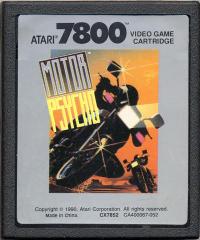 ATARI 7800™ VIDEO GAME
CARTRIDGE
MOTOR
PSYCHO
Copyright © 1990, Atari Corporation. All rights reserved.
Made in China. CX7852 CA400067-052